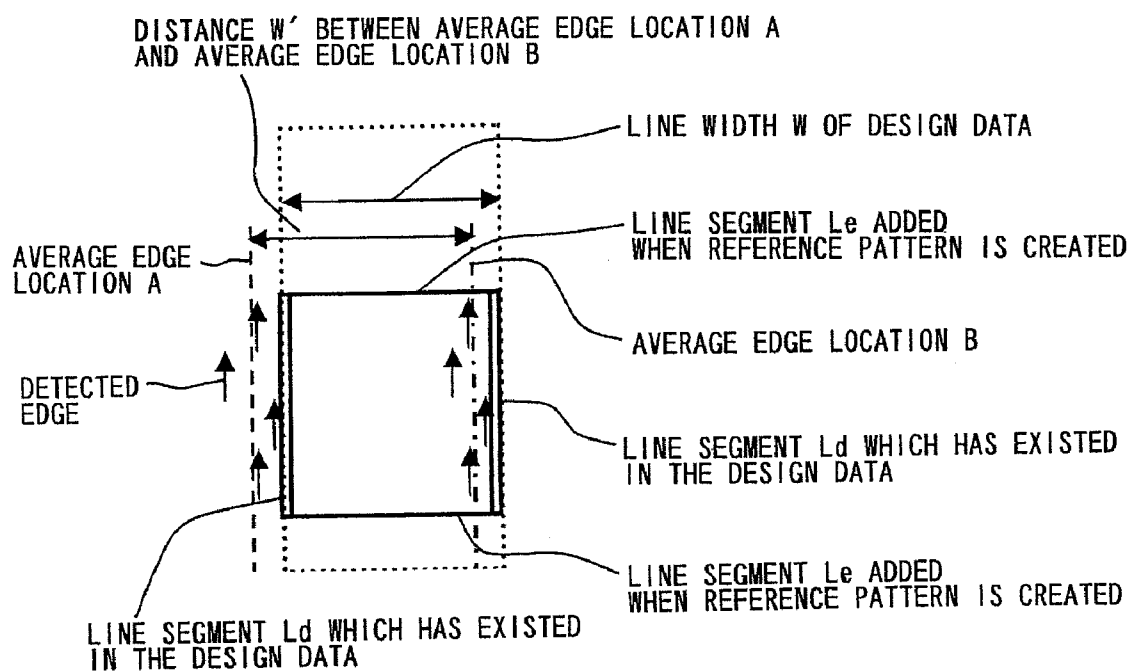 DISTANCE W′ BETWEEN AVERAGE EDGE LOCATION A
AND AVERAGE EDGE LOCATION B
LINE WIDTH W OF DESIGN DATA
LINE SEGMENT Le ADDED
WHEN REFERENCE PATTERN IS CREATED
AVERAGE EDGE
LOCATION A
AVERAGE EDGE LOCATION B
DETECTED
EDGE
LINE SEGMENT Ld WHICH HAS EXISTED
IN THE DESIGN DATA
LINE SEGMENT Le ADDED
WHEN REFERENCE PATTERN IS CREATED
LINE SEGMENT Ld WHICH HAS EXISTED
IN THE DESIGN DATA